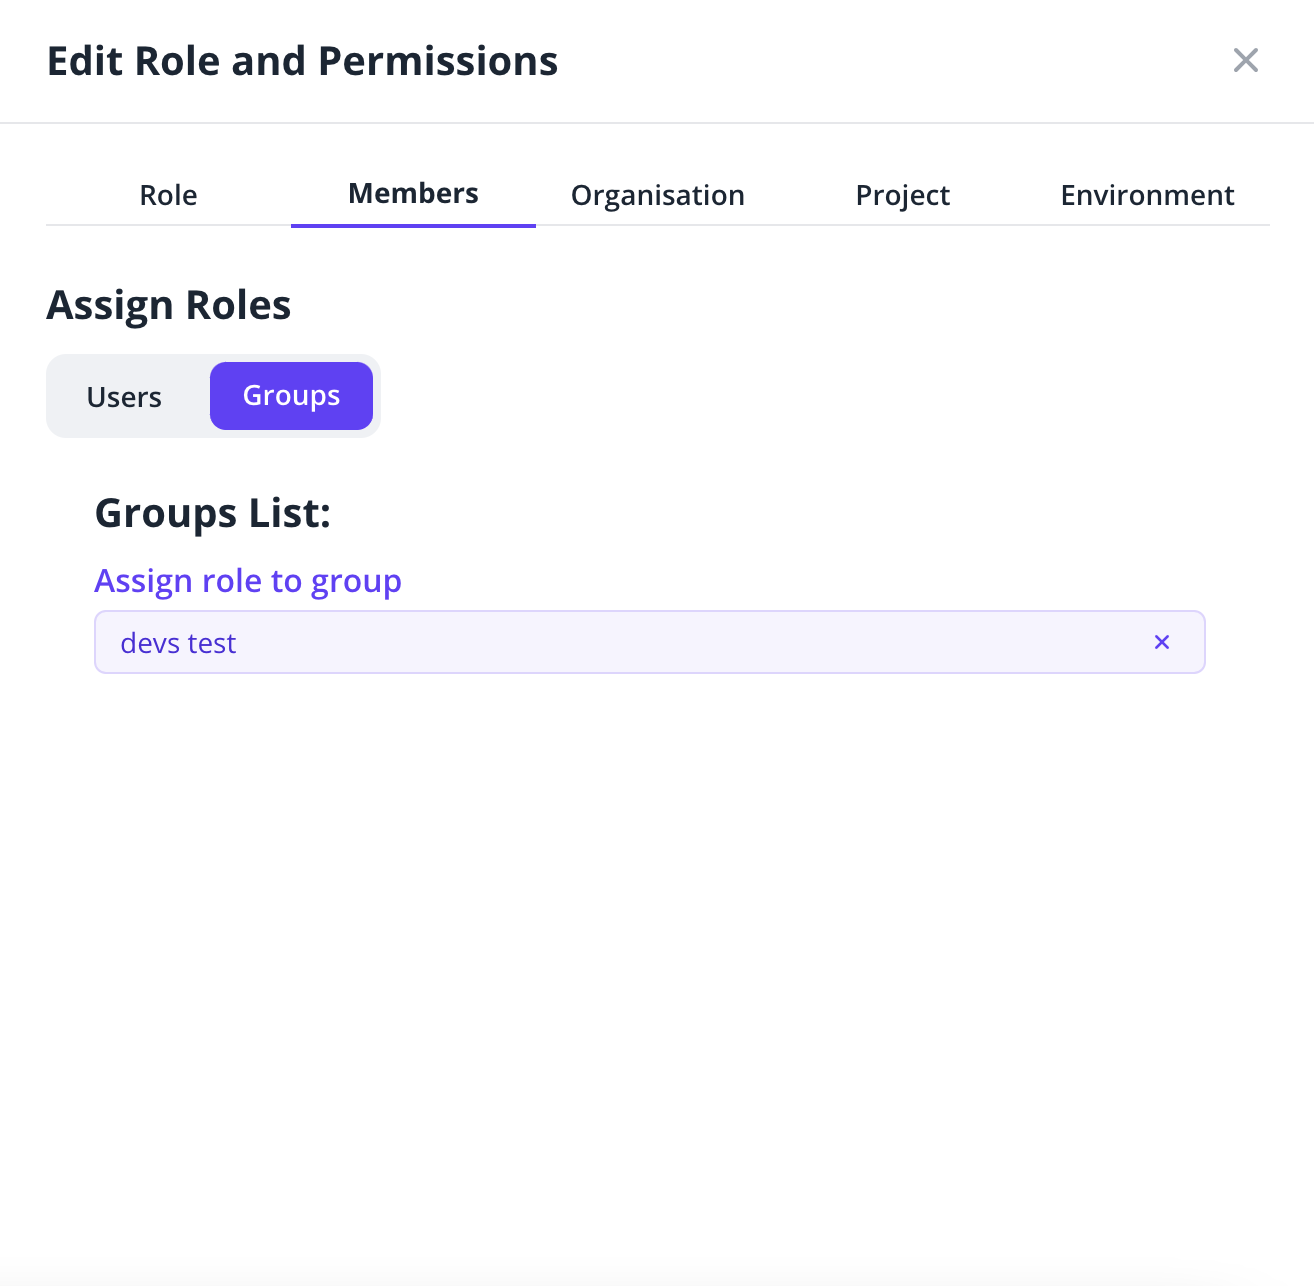 Edit Role and Permissions
Role Members Organisation Project Environment
Assign Roles
Users Groups
Groups List:
Assign role to group
devs test